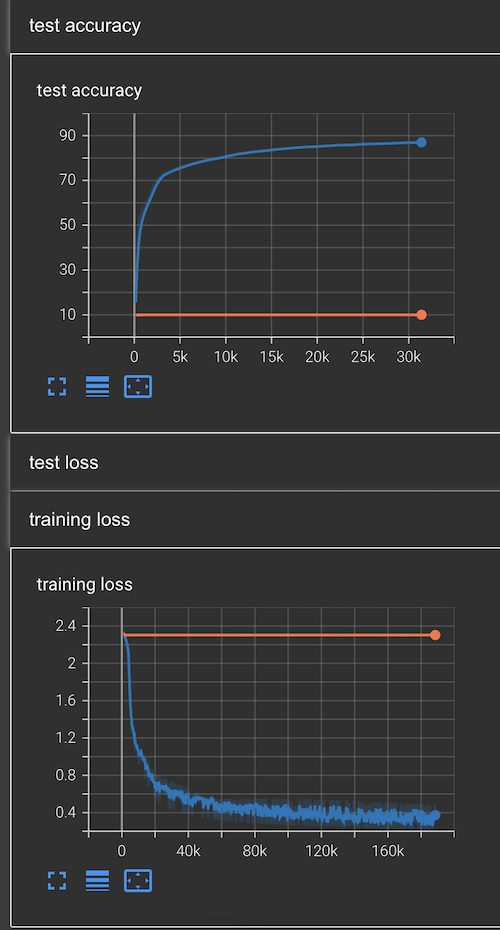 test accuracy
test accuracy
90
70
50
30
10
0 5k 10k 15k 20k 25k 30k
test loss
training loss
training loss
2.4
2
1.6
1.2
0.8
0.4
0 40k 80k 120k 160k